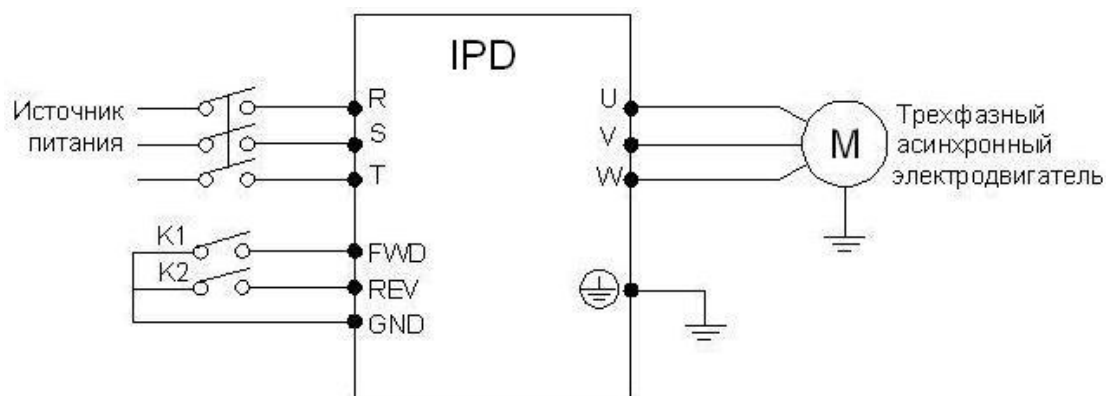 IPD
Источник
питания
R
S
T
U
V
W
M
Трехфазный
асинхронный
электродвигатель
K1
K2
FWD
REV
GND